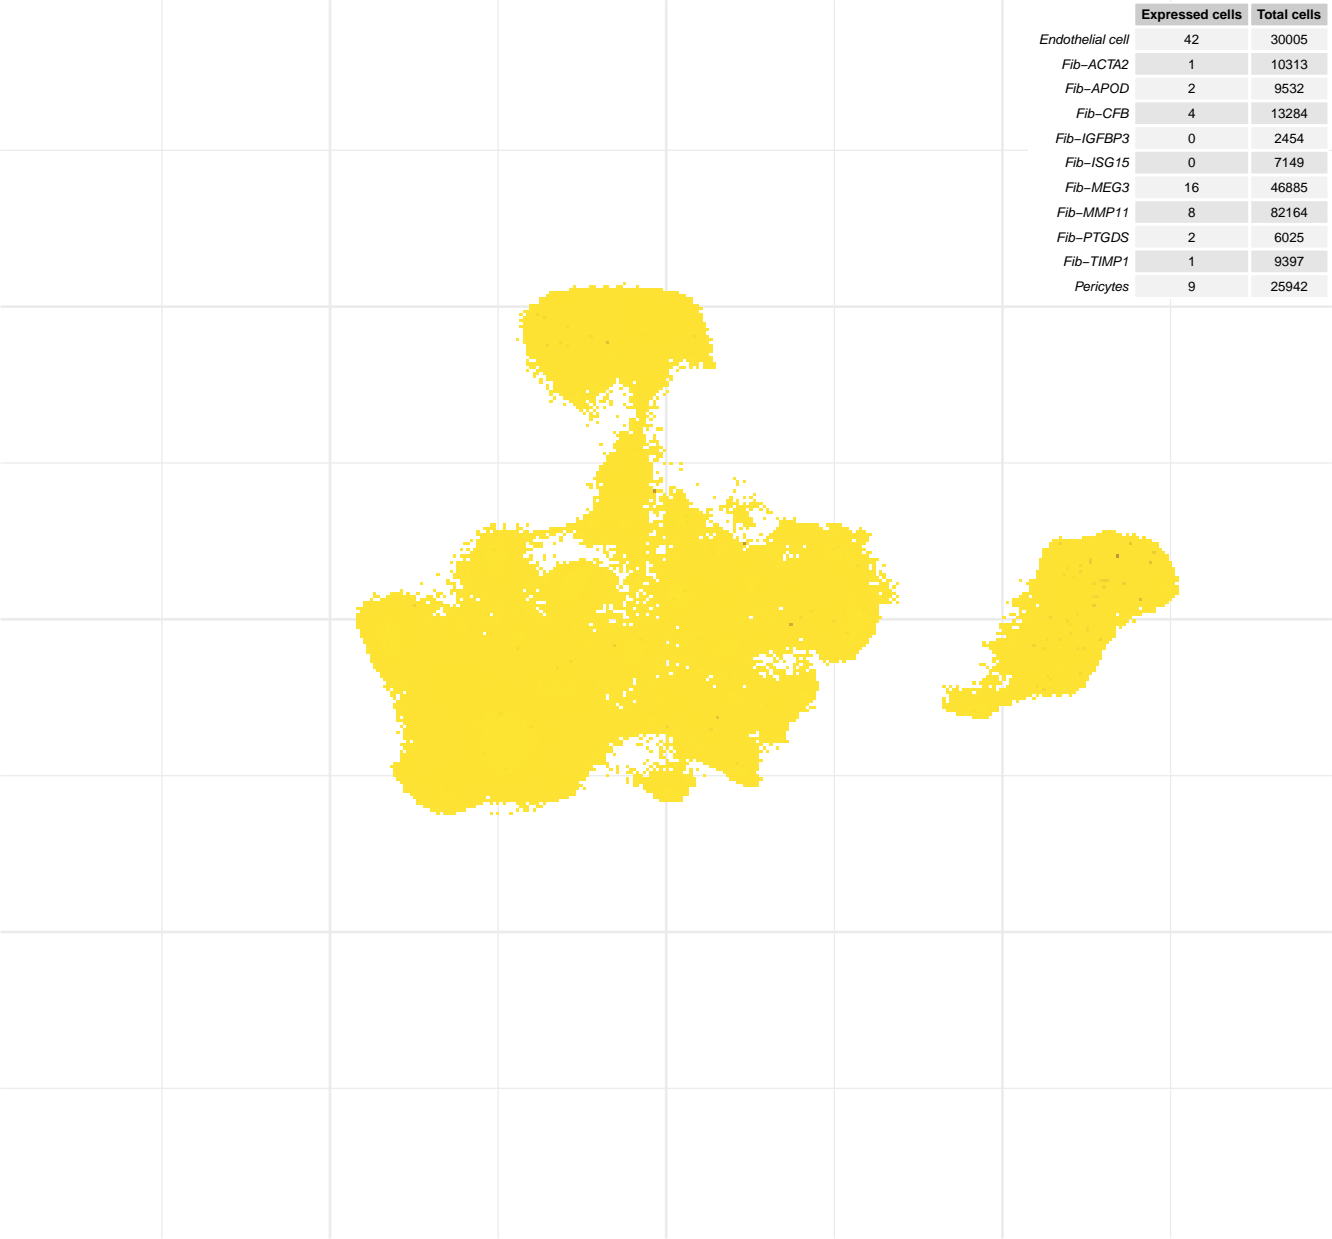 Expressed cells Total cells
Endothelial cell 42 30005
Fib−ACTA2 1 10313
Fib−APOD 2 9532
Fib−CFB 4 13284
Fib−IGFBP3 0 2454
Fib−ISG15 0 7149
Fib−MEG3 16 46885
Fib−MMP11 8 82164
Fib−PTGDS 2 6025
Fib−TIMP1 1 9397
Pericytes 9 25942